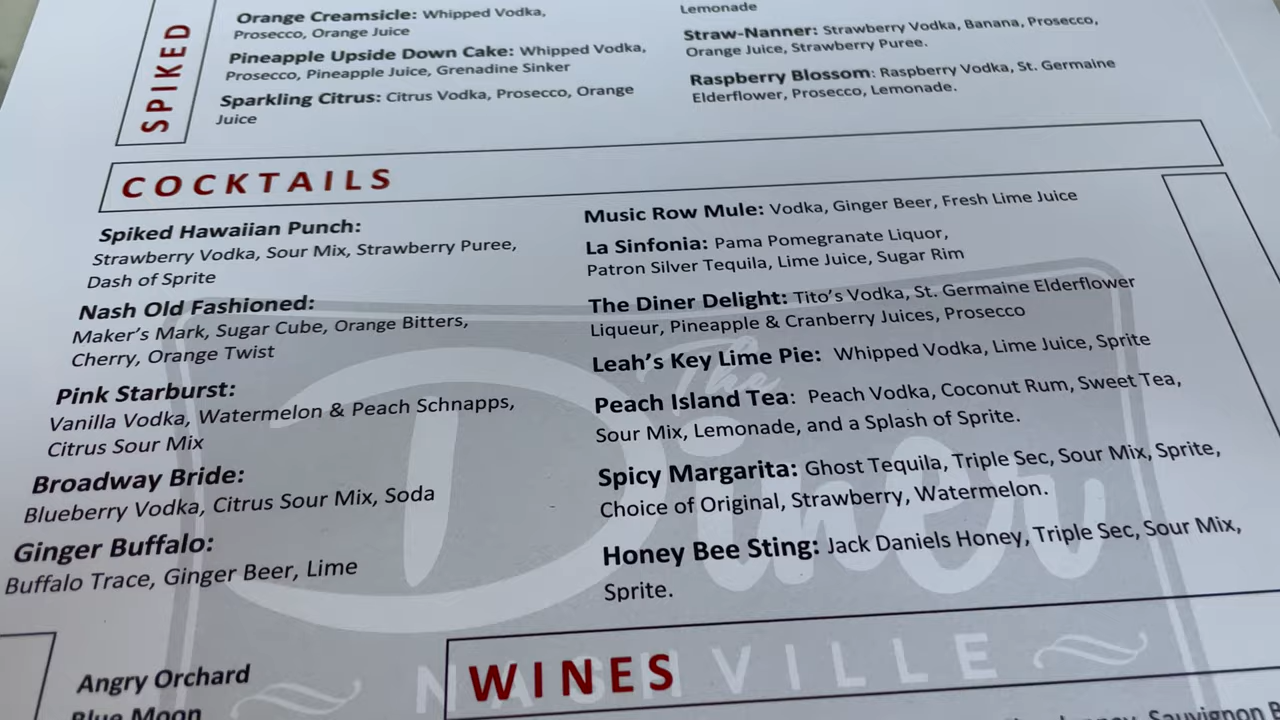 SPIKED
Orange Creamsicle: Whipped Vodka,
Prosecco, Orange Juice
Pineapple Upside Down Cake: Whipped Vodka,
Prosecco, Pineapple Juice, Grenadine Sinker
Sparkling Citrus: Citrus Vodka, Prosecco, Orange
Juice
Lemonade
Straw-Nanner: Strawberry Vodka, Banana, Prosecco,
Orange Juice, Strawberry Puree.
Raspberry Blossom: Raspberry Vodka, St. Germaine
Elderflower, Prosecco, Lemonade.
COCKTAILS
Spiked Hawaiian Punch:
Strawberry Vodka, Sour Mix, Strawberry Puree,
Dash of Sprite
Nash Old Fashioned:
Maker's Mark, Sugar Cube, Orange Bitters,
Cherry, Orange Twist
Pink Starburst:
Vanilla Vodka, Watermelon & Peach Schnapps,
Citrus Sour Mix
Broadway Bride:
Blueberry Vodka, Citrus Sour Mix, Soda
Ginger Buffalo:
Buffalo Trace, Ginger Beer, Lime
Music Row Mule: Vodka, Ginger Beer, Fresh Lime Juice
La Sinfonia: Pama Pomegranate Liquor,
Patron Silver Tequila, Lime Juice, Sugar Rim
The Diner Delight: Tito's Vodka, St. Germaine Elderflower
Liqueur, Pineapple & Cranberry Juices, Prosecco
Leah's Key Lime Pie: Whipped Vodka, Lime Juice, Sprite
Peach Island Tea: Peach Vodka, Coconut Rum, Sweet Tea,
Sour Mix, Lemonade, and a Splash of Sprite.
Spicy Margarita: Ghost Tequila, Triple Sec, Sour Mix, Sprite,
Choice of Original, Strawberry, Watermelon.
Honey Bee Sting: Jack Daniels Honey, Triple Sec, Sour Mix,
Sprite.
The
Diner
NASHVILLE
Angry Orchard
Blue Moon
WINES
Sauvignon